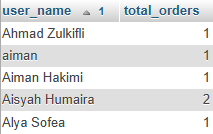 user_name 1 total_orders
Ahmad Zulkifli 1
aiman 1
Aiman Hakimi 1
Aisyah Humaira 2
Alya Sofea 1